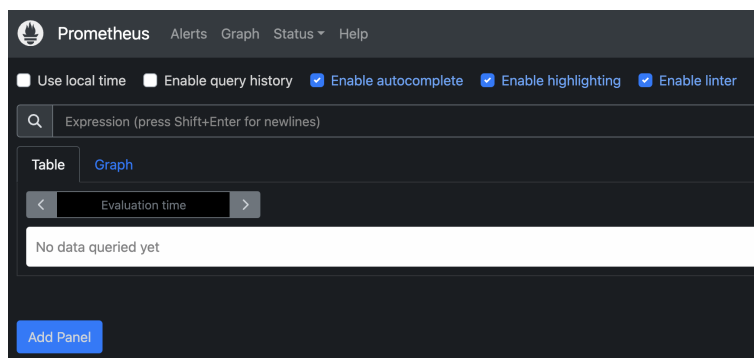 Prometheus Alerts Graph Status Help
Use local time Enable query history Enable autocomplete Enable highlighting Enable linter
Expression (press Shift+Enter for newlines)
Table Graph
Evaluation time
No data queried yet
Add Panel